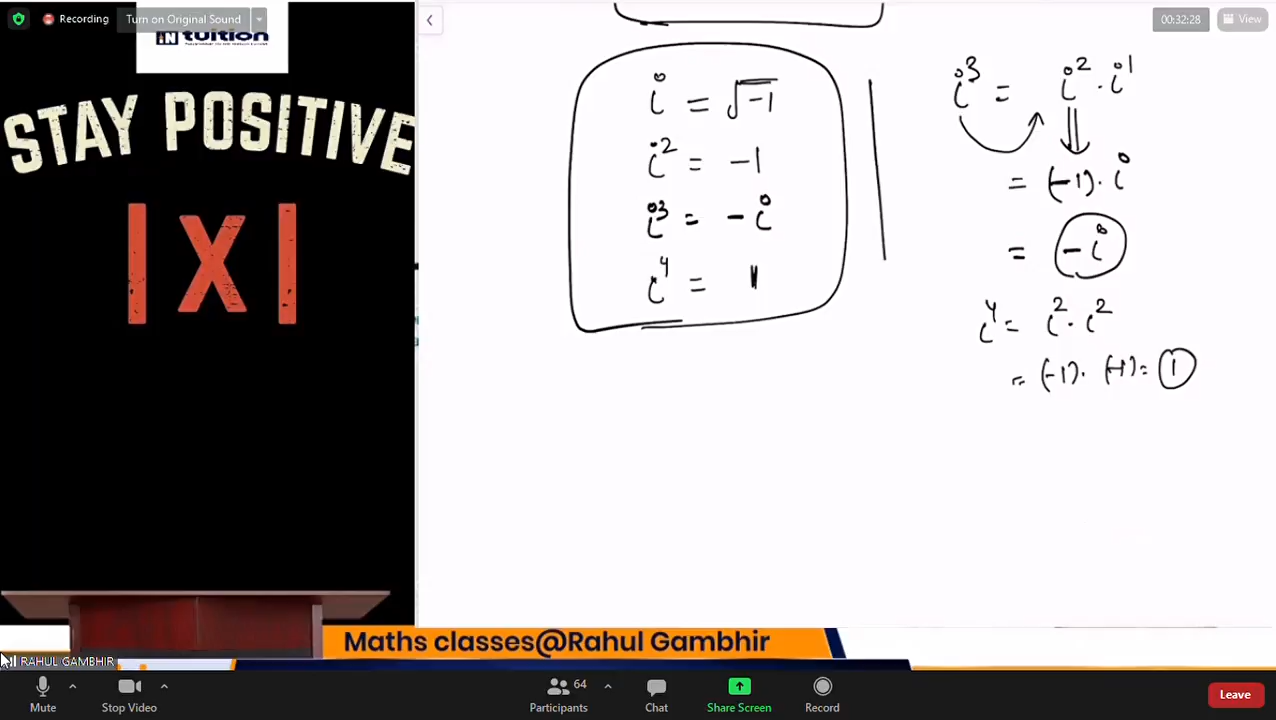 Recording
Turn on Original Sound
00:32:28
View
iNtuition
STAY POSITIVE
|X|
i = √-1
i² = -1
i³ = -i
i⁴ = 1
i³ = i² · i¹
= (-1) · i
= -i
i⁴ = i² · i²
= (-1) · (-1) = 1
Maths classes@Rahul Gambhir
RAHUL GAMBHIR
Mute
Stop Video
64
Participants
Chat
Share Screen
Record
Leave